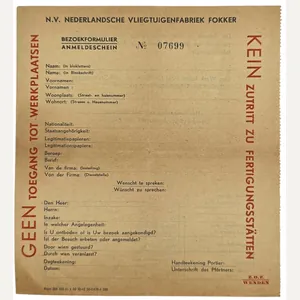 N.V. NEDERLANDSCHE VLIEGTUIGENFABRIEK FOKKER
BEZOEKFORMULIER
ANMELDESCHEIN
№ 07699
GEEN TOEGANG TOT WERKPLAATSEN
KEIN ZUTRITT ZU FERTIGUNGSSTÄTTEN
Naam: (in blokletters)
Name: (in Blockschrift)
Voornamen:
Vornamen:
Woonplaats: (Straat- en huisnummer)
Wohnort: (Strasse u. Hausnummer)
Nationaliteit:
Staatsangehörigkeit:
Legitimatiepapieren:
Legitimationspapiere:
Beroep:
Beruf:
Van de firma:
Von der Firma: (Dienststelle)
Wenscht te spreken:
Wünscht zu sprechen:
Den Heer:
Herrn:
Inzake:
In welcher Angelegenheit:
Is U ontboden of is Uw bezoek aangekondigd?
Ist der Besuch erbeten oder angemeldet?
Door wien gestuurd?
Durch wen veranlasst?
Dagteekening:
Datum:
Handteekening Portier:
Unterschrift des Pförtners: